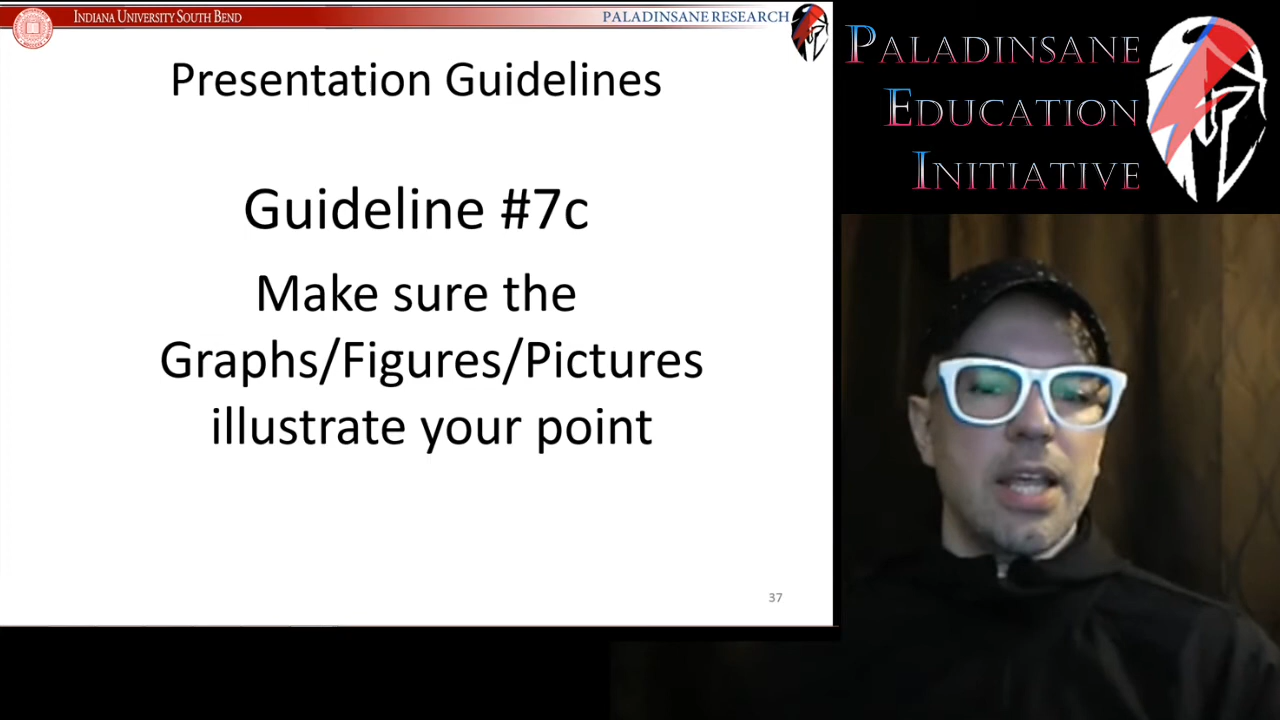 INDIANA UNIVERSITY SOUTH BEND
PALADINSANE RESEARCH
Presentation Guidelines
Guideline #7c
Make sure the
Graphs/Figures/Pictures
illustrate your point
37
PALADINSANE
EDUCATION
INITIATIVE